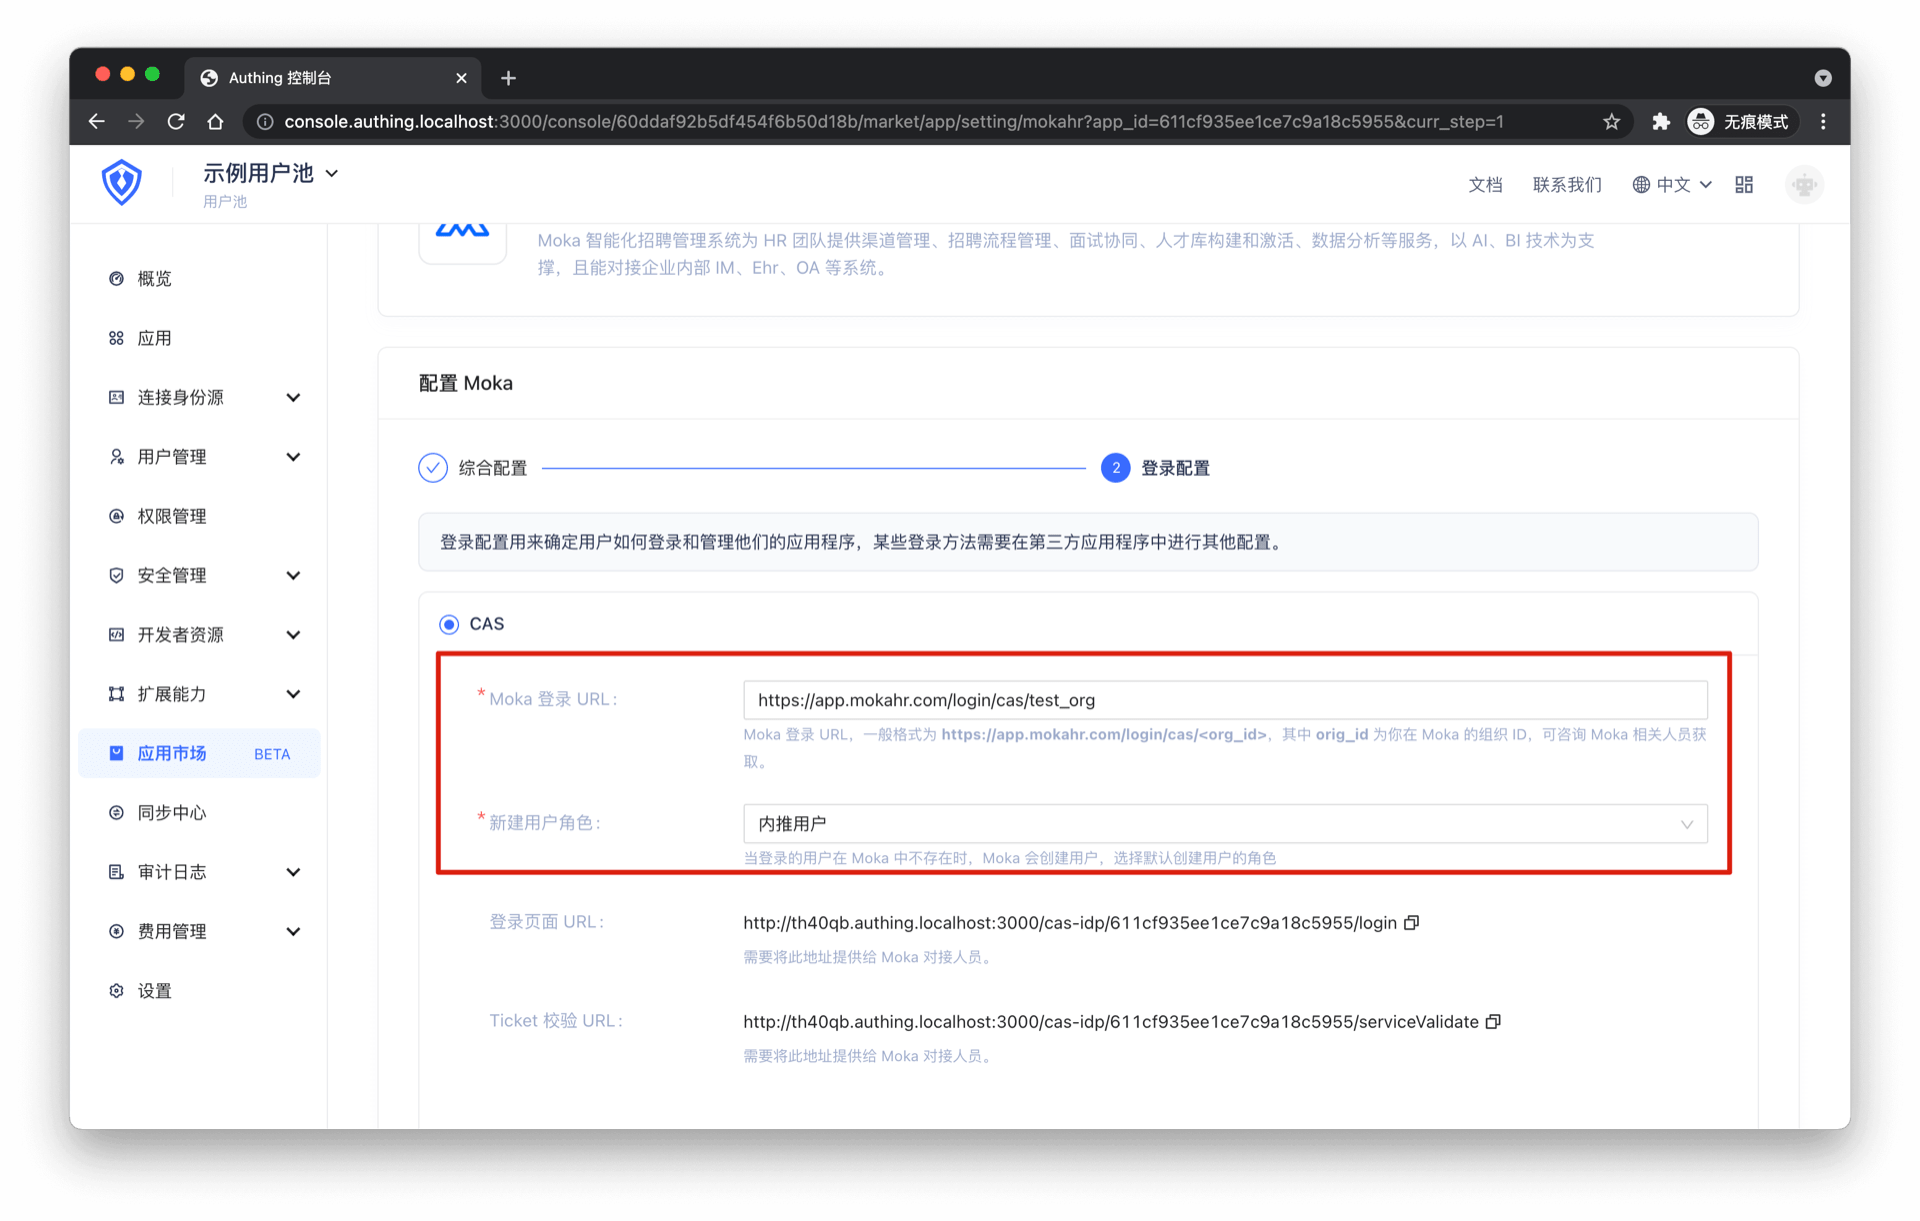 Authing 控制台
console.authing.localhost:3000/console/60ddaf92b5df454f6b50d18b/market/app/setting/mokahr?app_id=611cf935ee1ce7c9a18c5955&curr_step=1
无痕模式
示例用户池
用户池
文档
联系我们
中文
Moka 智能化招聘管理系统为 HR 团队提供渠道管理、招聘流程管理、面试协同、人才库构建和激活、数据分析等服务，以 AI、BI 技术为支
撑，且能对接企业内部 IM、Ehr、OA 等系统。
概览
应用
连接身份源
用户管理
权限管理
安全管理
开发者资源
扩展能力
应用市场 BETA
同步中心
审计日志
费用管理
设置
配置 Moka
综合配置
2 登录配置
登录配置用来确定用户如何登录和管理他们的应用程序，某些登录方法需要在第三方应用程序中进行其他配置。
CAS
* Moka 登录 URL：
https://app.mokahr.com/login/cas/test_org
Moka 登录 URL，一般格式为 https://app.mokahr.com/login/cas/<org_id>，其中 orig_id 为你在 Moka 的组织 ID，可咨询 Moka 相关人员获
取。
* 新建用户角色：
内推用户
当登录的用户在 Moka 中不存在时，Moka 会创建用户，选择默认创建用户的角色
登录页面 URL：
http://th40qb.authing.localhost:3000/cas-idp/611cf935ee1ce7c9a18c5955/login
需要将此地址提供给 Moka 对接人员。
Ticket 校验 URL：
http://th40qb.authing.localhost:3000/cas-idp/611cf935ee1ce7c9a18c5955/serviceValidate
需要将此地址提供给 Moka 对接人员。